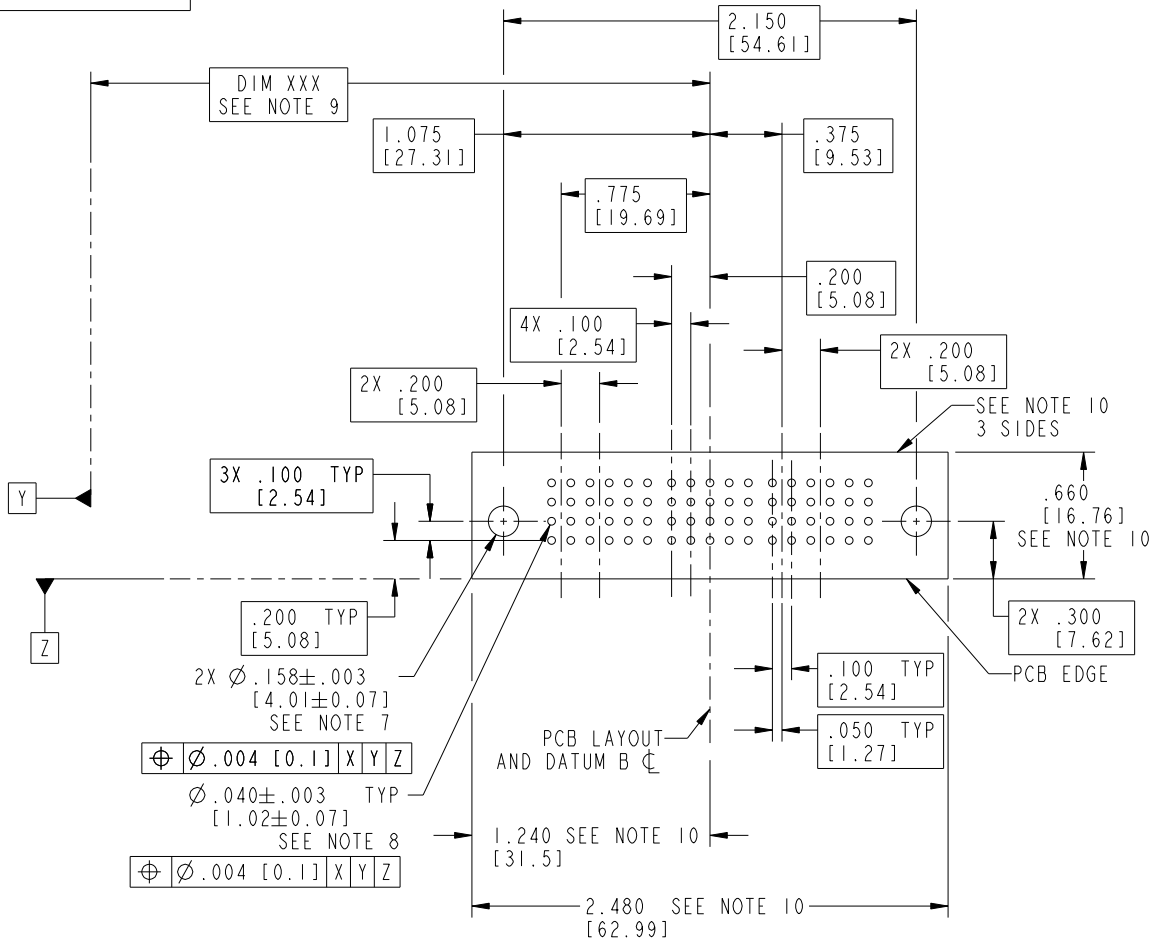 2.150
[54.61]
DIM XXX
SEE NOTE 9
1.075
[27.31]
.375
[9.53]
.775
[19.69]
.200
[5.08]
4X .100
[2.54]
2X .200
[5.08]
2X .200
[5.08]
SEE NOTE 10
3 SIDES
3X .100 TYP
[2.54]
Y
.660
[16.76]
SEE NOTE 10
.200 TYP
[5.08]
Z
2X .300
[7.62]
2X Ø.158±.003
[4.01±0.07]
SEE NOTE 7
.100 TYP
[2.54]
PCB EDGE
⌖ Ø.004 [0.1] X Y Z
PCB LAYOUT
AND DATUM B ℄
.050 TYP
[1.27]
Ø.040±.003 TYP
[1.02±0.07]
SEE NOTE 8
⌖ Ø.004 [0.1] X Y Z
1.240 SEE NOTE 10
[31.5]
2.480 SEE NOTE 10
[62.99]